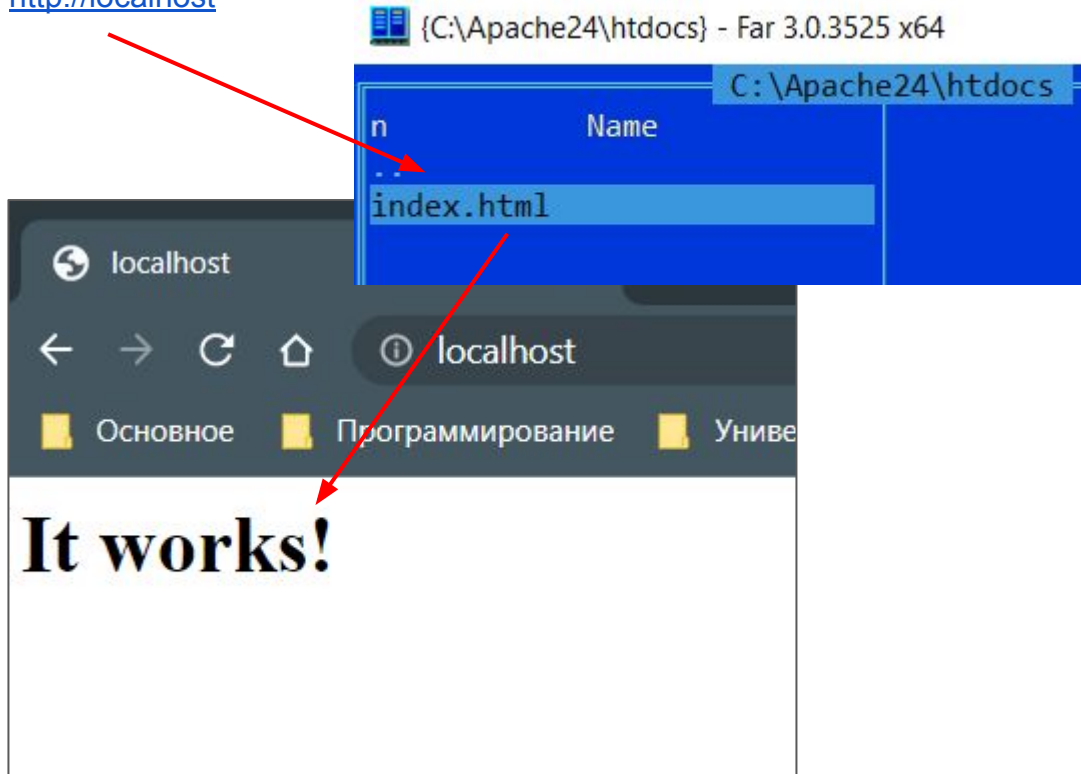 http://localhost
{C:\Apache24\htdocs} - Far 3.0.3525 x64
C:\Apache24\htdocs
n Name
..
index.html
localhost
localhost
Основное Программирование Униве
It works!